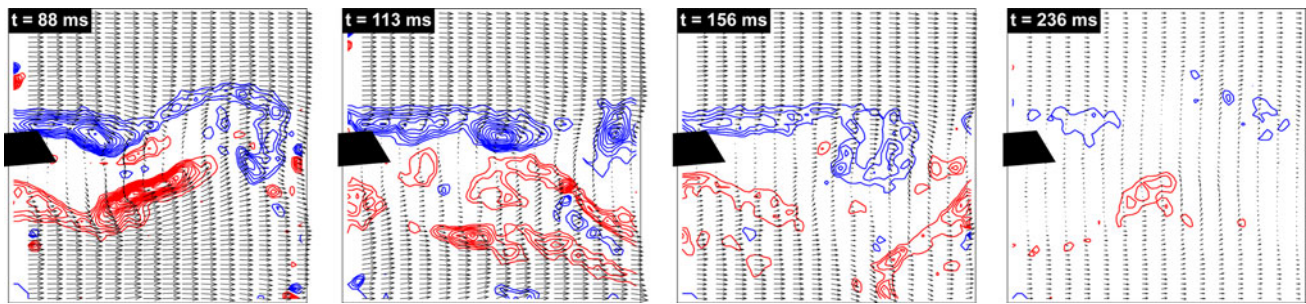 t = 88 ms
t = 113 ms
t = 156 ms
t = 236 ms